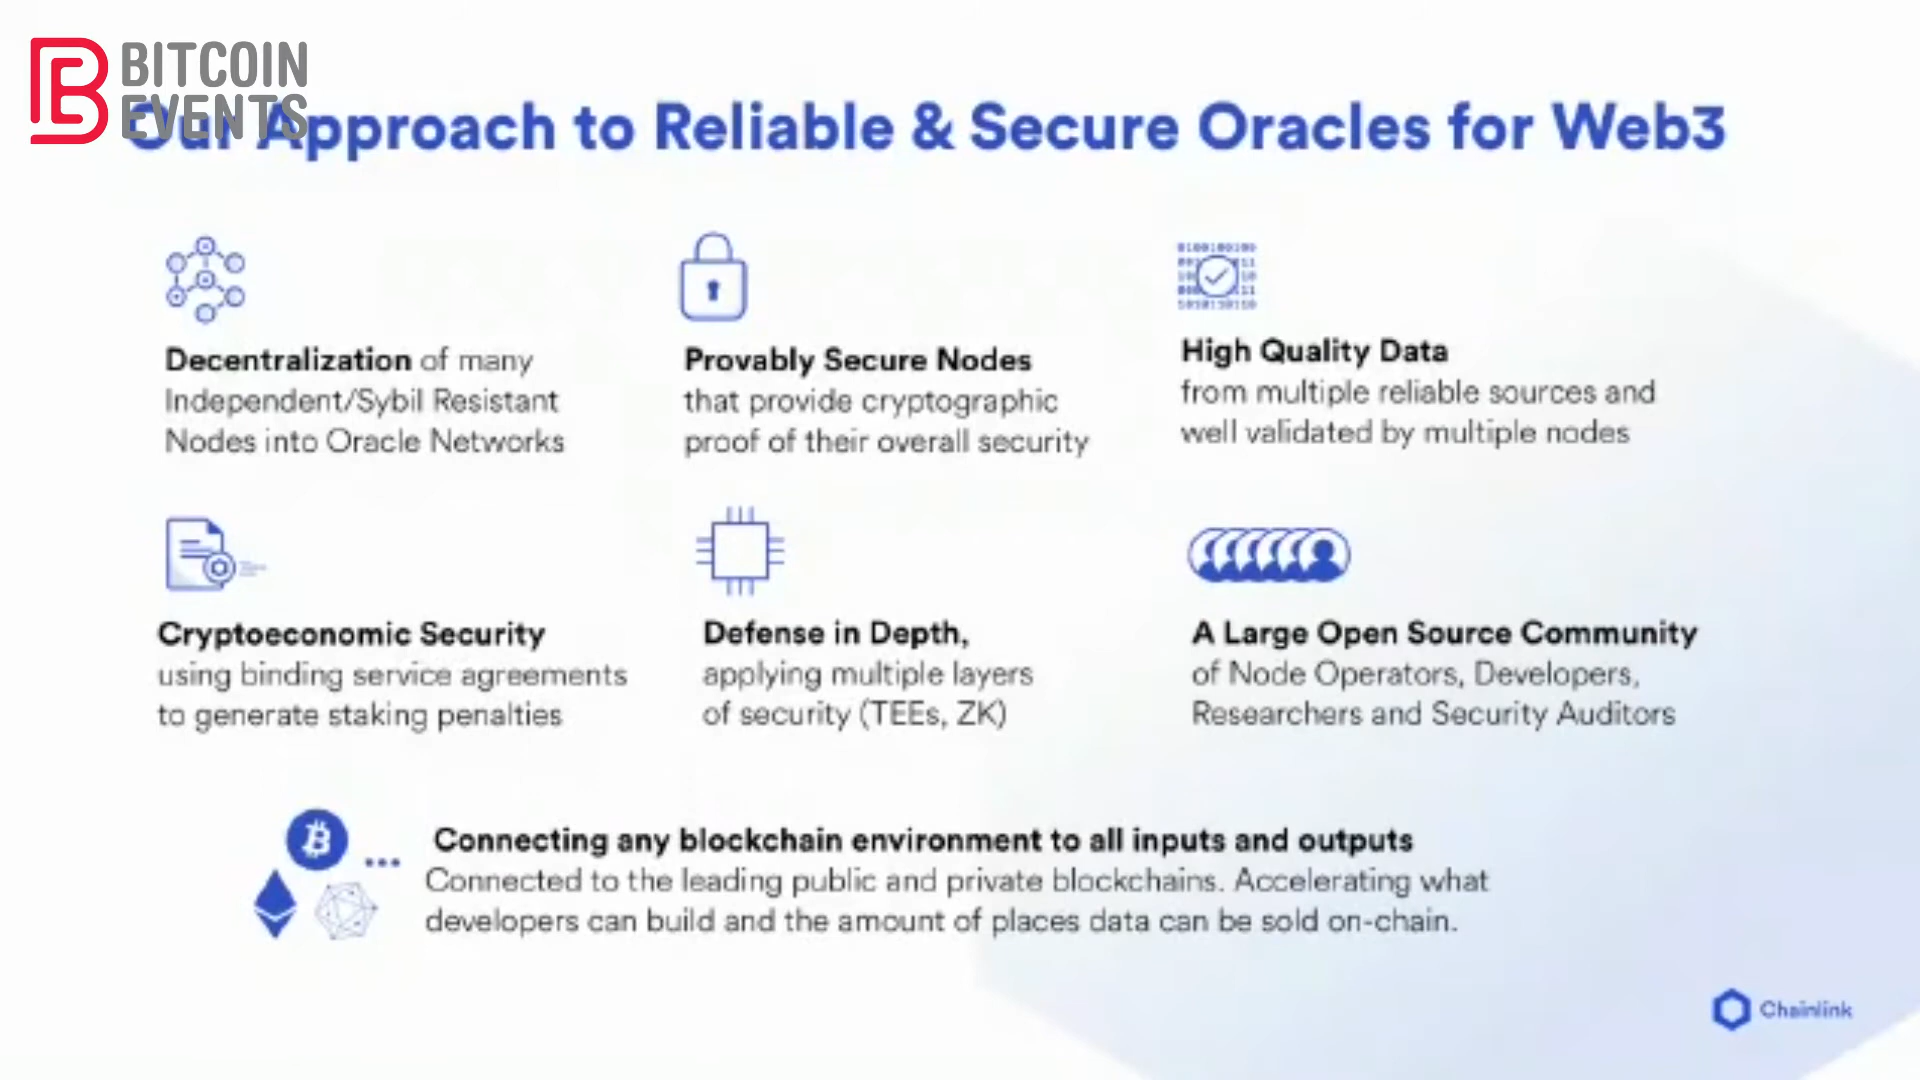 BITCOIN
EVENTS
Our Approach to Reliable & Secure Oracles for Web3
Decentralization of many
Independent/Sybil Resistant
Nodes into Oracle Networks
Provably Secure Nodes
that provide cryptographic
proof of their overall security
High Quality Data
from multiple reliable sources and
well validated by multiple nodes
Cryptoeconomic Security
using binding service agreements
to generate staking penalties
Defense in Depth,
applying multiple layers
of security (TEEs, ZK)
A Large Open Source Community
of Node Operators, Developers,
Researchers and Security Auditors
Connecting any blockchain environment to all inputs and outputs
Connected to the leading public and private blockchains. Accelerating what
developers can build and the amount of places data can be sold on-chain.
Chainlink